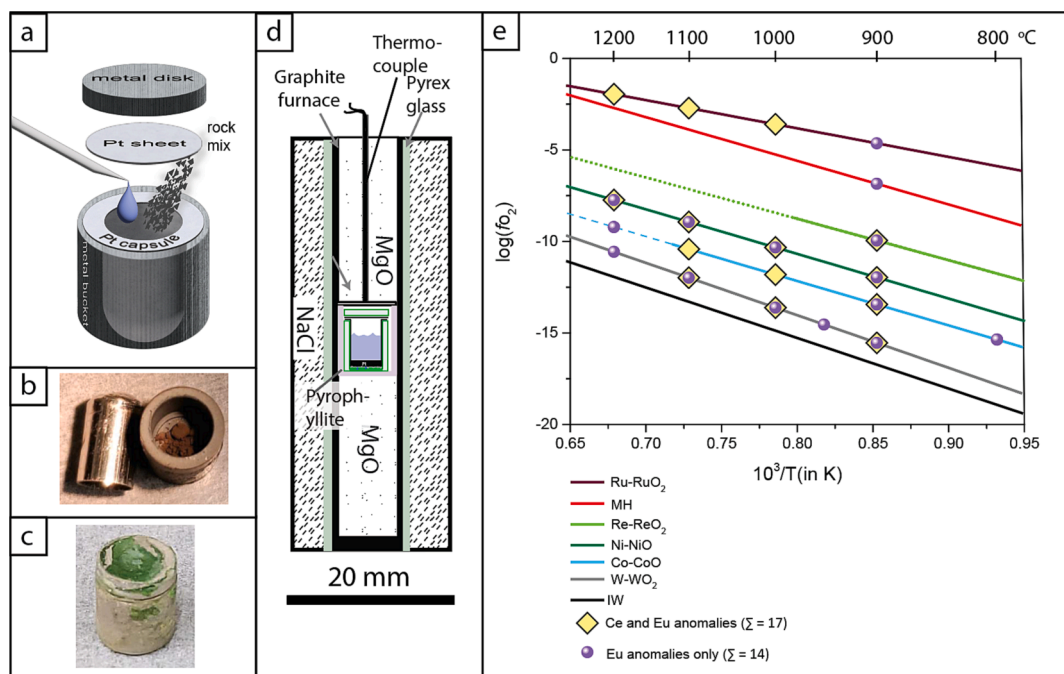 a
metal disk
Pt sheet
rock
mix
Pt capsule
metal bucket
b
c
d
Thermo-
couple
Graphite
furnace
Pyrex
glass
MgO
NaCl
Pyroph-
yllite
MgO
20 mm
e
1200 1100 1000 900 800 ºC
0
-5
-10
-15
-20
log(fo₂)
0.65 0.70 0.75 0.80 0.85 0.90 0.95
10³/T(in K)
Ru-RuO₂
MH
Re-ReO₂
Ni-NiO
Co-CoO
W-WO₂
IW
Ce and Eu anomalies (∑ = 17)
Eu anomalies only (∑ = 14)